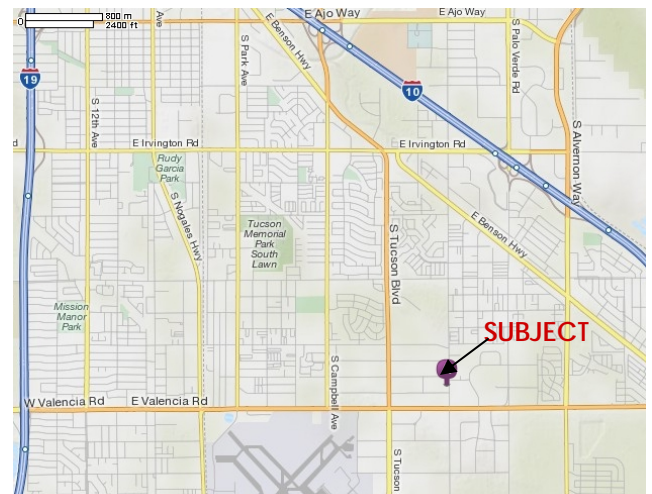 0
800 m
2400 ft
Ave
E Ajo Way
E Ajo Way
E Benson Hwy
S Park Ave
S Palo Verde Rd
19
10
S 12th Ave
S Alvernon Way
d
E Irvington Rd
E Irvington Rd
Rudy
Garcia
Park
S Nogales Hwy
Tucson
Memorial
Park
South
Lawn
S Tucson Blvd
E Benson Hwy
Mission
Manor
Park
SUBJECT
S Campbell Ave
W Valencia Rd
E Valencia Rd
S Tucson